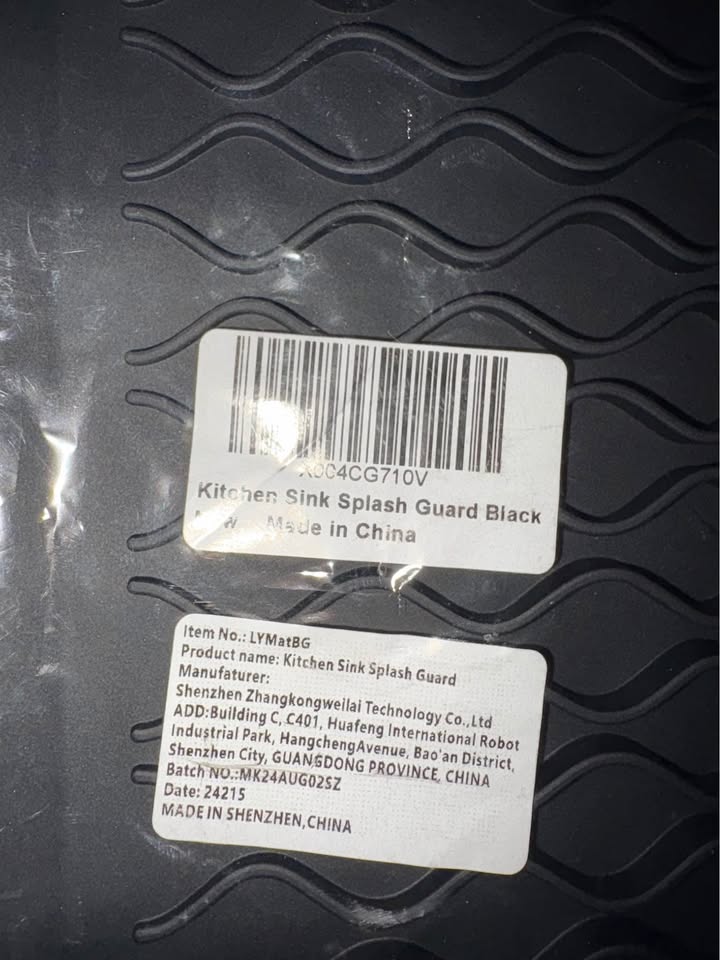 X004CG710V
Kitchen Sink Splash Guard Black
Made in China
Item No.: LYMatBG
Product name: Kitchen Sink Splash Guard
Manufaturer:
Shenzhen Zhangkongweilai Technology Co.,Ltd
ADD:Building C, C401, Huafeng International Robot
Industrial Park, HangchengAvenue, Bao'an District,
Shenzhen City, GUANGDONG PROVINCE, CHINA
Batch NO.:MK24AUG02SZ
Date: 24215
MADE IN SHENZHEN,CHINA